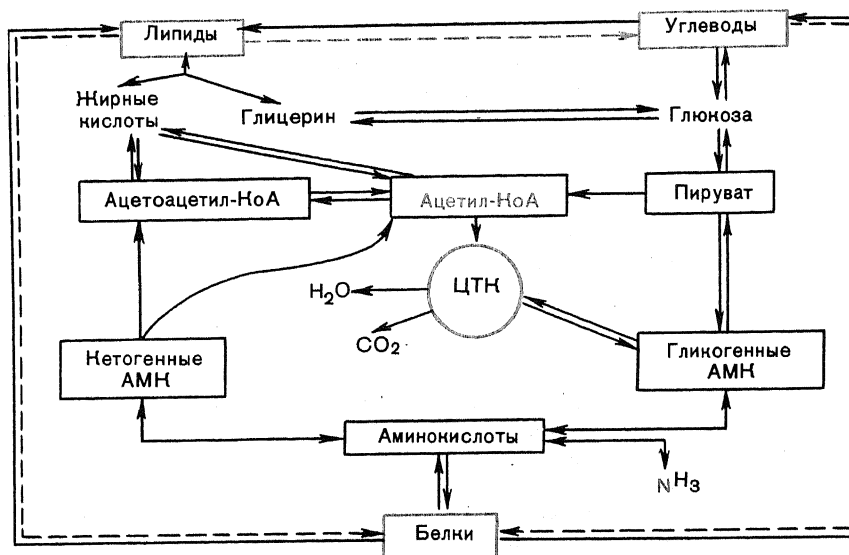 Липиды
Углеводы
Жирные
кислоты
Глицерин
Глюкоза
Ацетоацетил-КоА
Ацетил-КоА
Пируват
ЦТК
H₂O
CO₂
Кетогенные
АМК
Гликогенные
АМК
Аминокислоты
NH₃
Белки